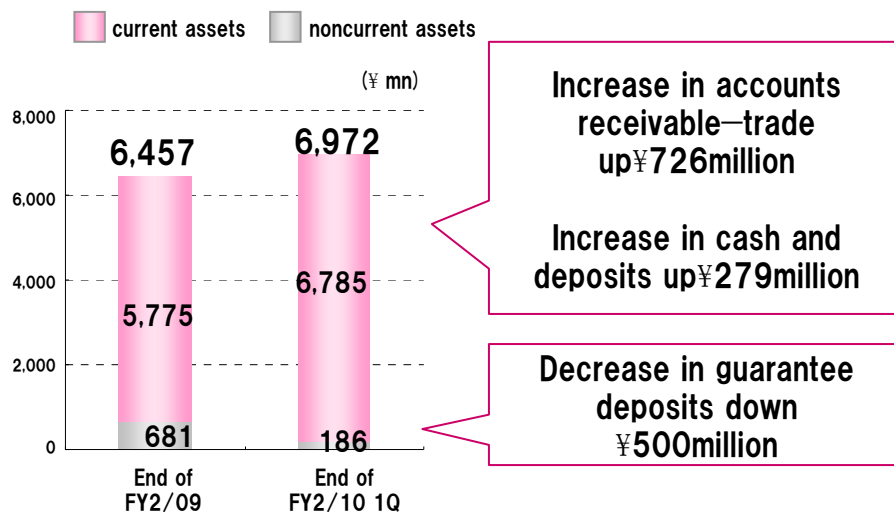 current assets
noncurrent assets
(¥ mn)
8,000
6,000
4,000
2,000
0
6,457
5,775
681
6,972
6,785
186
End of
FY2/09
End of
FY2/10 1Q
Increase in accounts
receivable—trade
up¥726million
Increase in cash and
deposits up¥279million
Decrease in guarantee
deposits down
¥500million